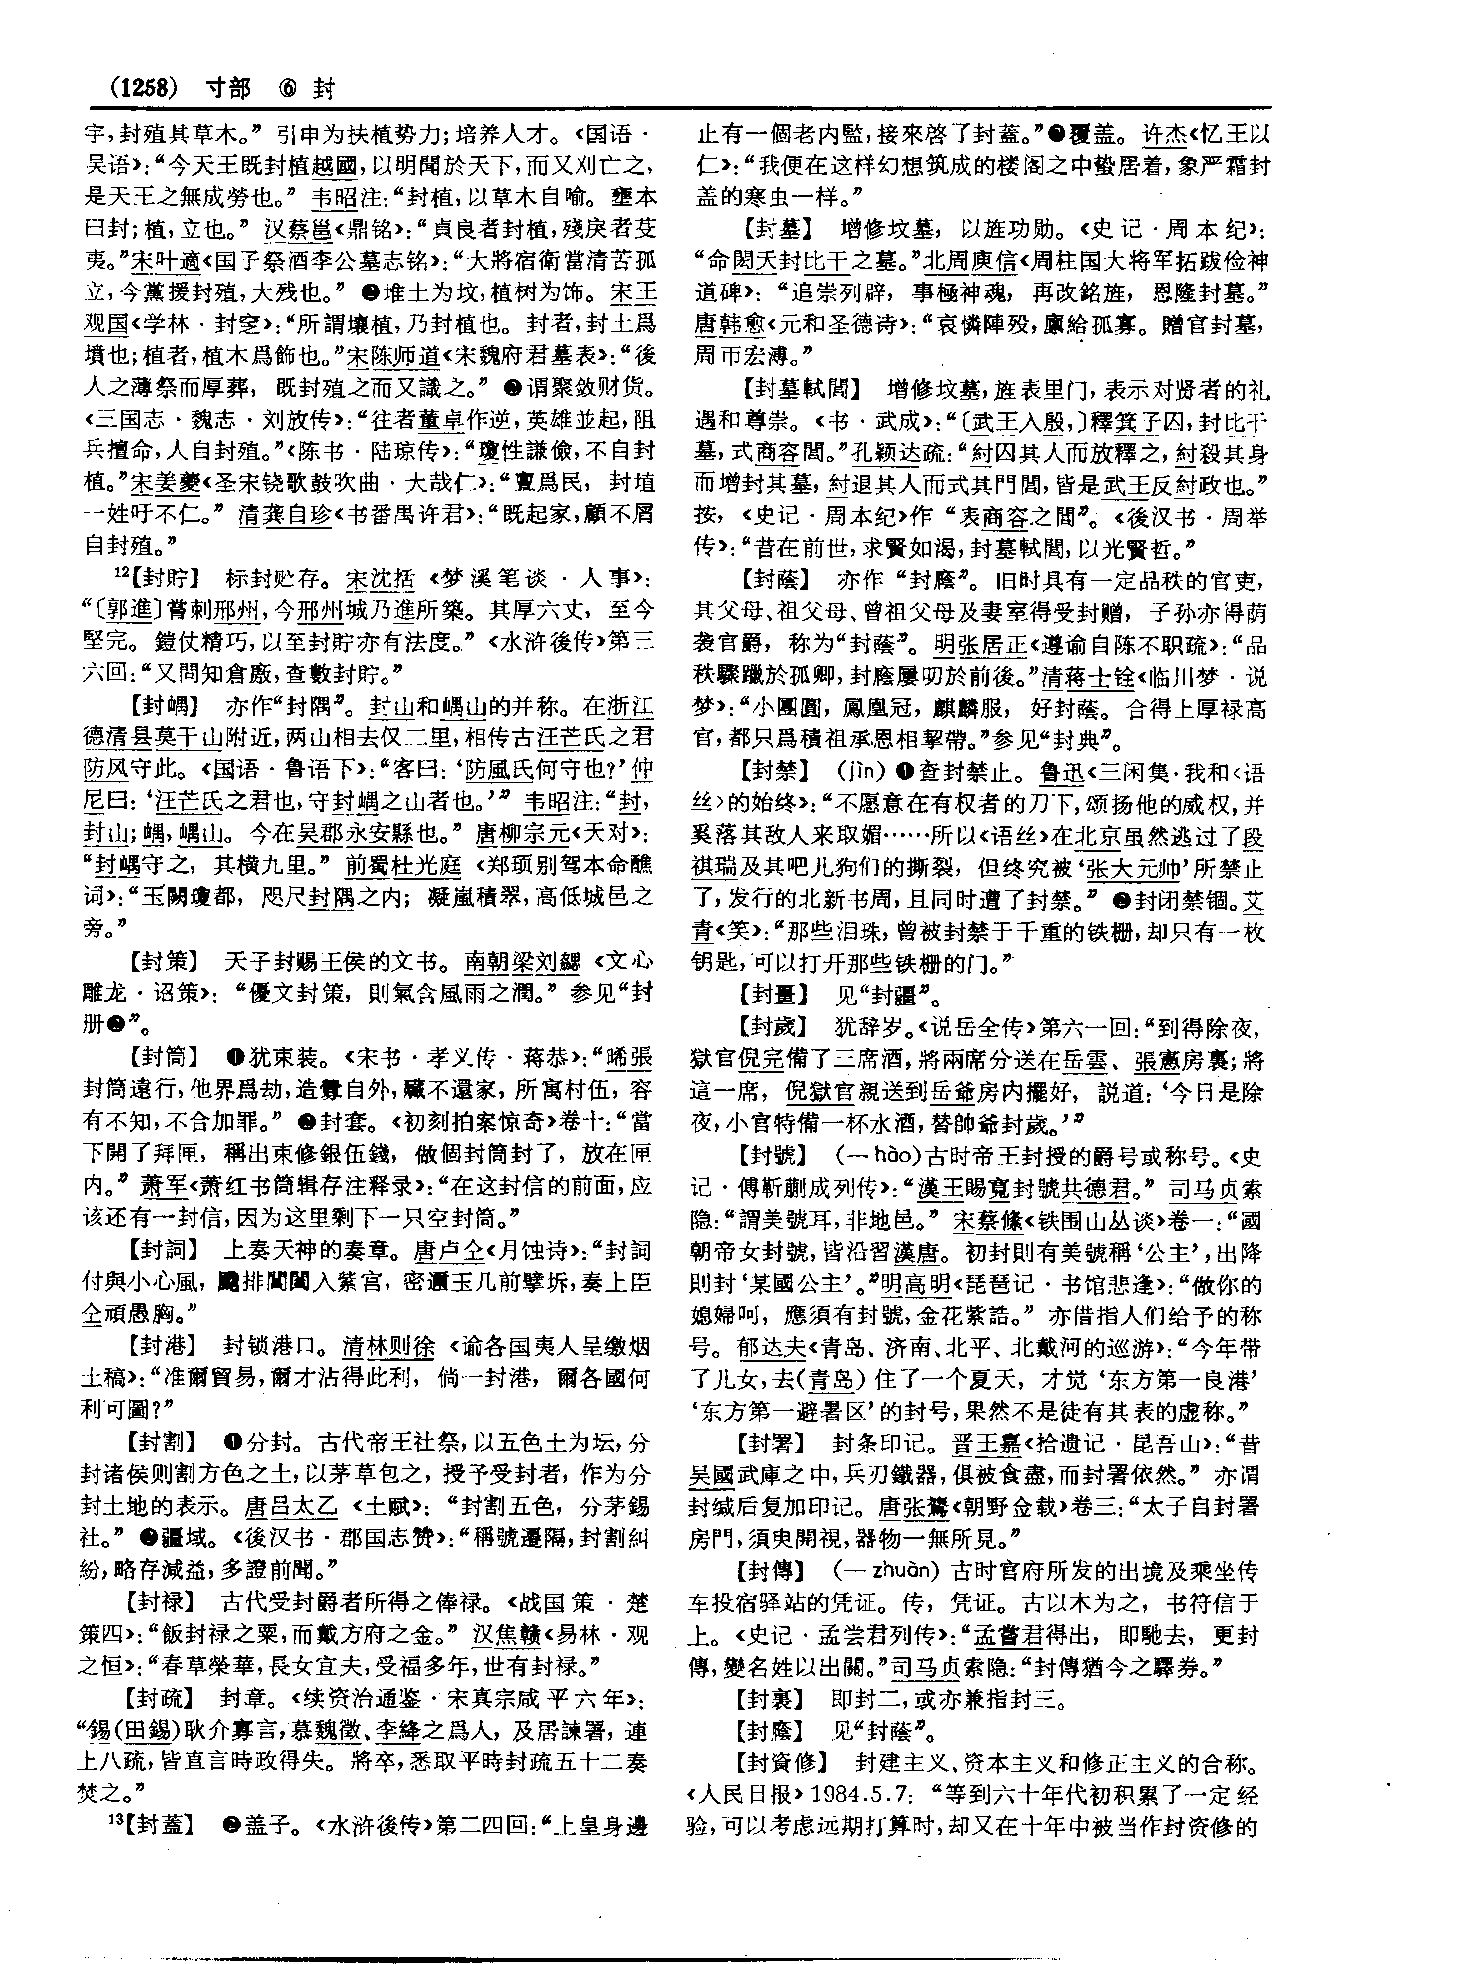 (1258) 寸部 ⑥ 封
字,封殖其草木。”引申为扶植势力;培养人才。《国语·
吴语》:“今天王既封植越國,以明聞於天下,而又刈亡之,
是天王之無成勞也。”韦昭注:“封植,以草木自喻。壅本
曰封;植,立也。”汉蔡邕《鼎铭》:“貞良者封植,殘戾者芟
夷。”宋叶適《国子祭酒李公墓志铭》:“大將宿衛當清苦孤
立,今黨援封殖,大残也。”❷堆土为坟,植树为饰。宋王
观国《学林·封窆》:“所謂壤植,乃封植也。封者,封土爲
墳也;植者,植木爲飾也。”宋陈师道《宋魏府君墓表》:“後
人之薄祭而厚葬,既封殖之而又識之。”❸谓聚敛财货。
《三国志·魏志·刘放传》:“往者董卓作逆,英雄並起,阻
兵擅命,人自封殖。”《陈书·陆琼传》:“瓊性謙儉,不自封
植。”宋姜夔《圣宋铙歌鼓吹曲·大哉仁》:“寘爲民,封埴
一姓吁不仁。”清龚自珍《书番禺许君》:“既起家,顧不屑
自封殖。”
12【封貯】 标封贮存。宋沈括《梦溪笔谈·人事》:
“〔郭進〕嘗刺邢州,今邢州城乃進所築。其厚六丈,至今
堅完。鎧仗精巧,以至封貯亦有法度。”《水浒後传》第三
六回:“又問知倉廒,查數封貯。”
【封嵎】 亦作“封隅”。封山和嵎山的并称。在浙江
德清县莫干山附近,两山相去仅二里,相传古汪芒氏之君
防风守此。《国语·鲁语下》:“客曰:‘防風氏何守也?’仲
尼曰:‘汪芒氏之君也,守封嵎之山者也。’”韦昭注:“封,
封山;嵎,嵎山。今在吴郡永安縣也。”唐柳宗元《天对》:
“封嵎守之,其横九里。”前蜀杜光庭《郑顼别驾本命醮
词》:“玉闕瓊都,咫尺封隅之内;凝嵐積翠,高低城邑之
旁。”
【封策】 天子封赐王侯的文书。南朝梁刘勰《文心
雕龙·诏策》:“優文封策,則氣含風雨之潤。”参见“封
册❷”。
【封筒】 ❶犹束装。《宋书·孝义传·蒋恭》:“晞張
封筒遠行,他界爲劫,造釁自外,贓不還家,所寓村伍,容
有不知,不合加罪。”❷封套。《初刻拍案惊奇》卷十:“當
下開了拜匣,稱出束修銀伍錢,做個封筒封了,放在匣
内。”萧军《萧红书简辑存注释录》:“在这封信的前面,应
该还有一封信,因为这里剩下一只空封筒。”
【封詞】 上奏天神的奏章。唐卢仝《月蚀诗》:“封詞
付與小心風,颼排閶闔入紫宫,密邇玉几前擘坼,奏上臣
仝頑愚胸。”
【封港】 封锁港口。清林则徐《谕各国夷人呈缴烟
土稿》:“准爾貿易,爾才沾得此利,倘一封港,爾各國何
利可圖?”
【封割】 ❶分封。古代帝王社祭,以五色土为坛,分
封诸侯则割方色之土,以茅草包之,授予受封者,作为分
封土地的表示。唐吕太乙《土赋》:“封割五色,分茅錫
社。”❷疆域。《後汉书·郡国志赞》:“稱號遷隔,封割糾
紛,略存減益,多證前聞。”
【封禄】 古代受封爵者所得之俸禄。《战国策·楚
策四》:“飯封禄之粟,而戴方府之金。”汉焦赣《易林·观
之恒》:“春草榮華,長女宜夫,受福多年,世有封禄。”
【封疏】 封章。《续资治通鉴·宋真宗咸平六年》:
“錫(田錫)耿介寡言,慕魏徵、李絳之爲人,及居諫署,連
上八疏,皆直言時政得失。將卒,悉取平時封疏五十二奏
焚之。”
13【封蓋】 ❷盖子。《水浒後传》第二四回:“上皇身邊
止有一個老内監,接來啓了封蓋。”❷覆盖。许杰《忆王以
仁》:“我便在这样幻想筑成的楼阁之中蛰居着,象严霜封
盖的寒虫一样。”
【封墓】 增修坟墓,以旌功勋。《史记·周本纪》:
“命閎夭封比干之墓。”北周庾信《周柱国大将军拓跋俭神
道碑》:“追崇列辟,事極神魂,再改銘旌,恩隆封墓。”
唐韩愈《元和圣德诗》:“哀憐陣殁,廪給孤寡。贈官封墓,
周帀宏溥。”
【封墓軾閭】 增修坟墓,旌表里门,表示对贤者的礼
遇和尊崇。《书·武成》:“〔武王入殷,〕釋箕子囚,封比干
墓,式商容閭。”孔颖达疏:“紂囚其人而放釋之,紂殺其身
而增封其墓,紂退其人而式其門閭,皆是武王反紂政也。”
按,《史记·周本纪》作“表商容之閭”。《後汉书·周举
传》:“昔在前世,求賢如渴,封墓軾閭,以光賢哲。”
【封蔭】 亦作“封廕”。旧时具有一定品秩的官吏,
其父母、祖父母、曾祖父母及妻室得受封赠,子孙亦得荫
袭官爵,称为“封蔭”。明张居正《遵谕自陈不职疏》:“品
秩驟躐於孤卿,封廕屢叨於前後。”清蒋士铨《临川梦·说
梦》:“小團圓,鳳凰冠,麒麟服,好封蔭。合得上厚禄高
官,都只爲積祖承恩相挈帶。”参见“封典”。
【封禁】 (jìn)❶查封禁止。鲁迅《三闲集·我和〈语
丝〉的始终》:“不愿意在有权者的刀下,颂扬他的威权,并
奚落其敌人来取媚……所以《语丝》在北京虽然逃过了段
祺瑞及其吧儿狗们的撕裂,但终究被‘张大元帅’所禁止
了,发行的北新书局,且同时遭了封禁。”❷封闭禁锢。艾
青《笑》:“那些泪珠,曾被封禁于千重的铁栅,却只有一枚
钥匙,可以打开那些铁栅的门。”
【封畺】 见“封疆”。
【封歲】 犹辞岁。《说岳全传》第六一回:“到得除夜,
獄官倪完備了三席酒,將兩席分送在岳雲、張憲房裏;將
這一席,倪獄官親送到岳爺房内擺好,説道:‘今日是除
夜,小官特備一杯水酒,替帥爺封歲。’”
【封號】 (—hào)古时帝王封授的爵号或称号。《史
记·傅靳蒯成列传》:“漢王賜寬封號共德君。”司马贞索
隐:“謂美號耳,非地邑。”宋蔡絛《铁围山丛谈》卷一:“國
朝帝女封號,皆沿習漢唐。初封則有美號稱‘公主’,出降
則封‘某國公主’。”明高明《琵琶记·书馆悲逢》:“做你的
媳婦呵,應須有封號,金花紫誥。”亦借指人们给予的称
号。郁达夫《青岛、济南、北平、北戴河的巡游》:“今年带
了儿女,去(青岛)住了一个夏天,才觉‘东方第一良港’
‘东方第一避暑区’的封号,果然不是徒有其表的虚称。”
【封署】 封条印记。晋王嘉《拾遗记·昆吾山》:“昔
吴國武庫之中,兵刃鐵器,俱被食盡,而封署依然。”亦谓
封缄后复加印记。唐张鷟《朝野佥载》卷三:“太子自封署
房門,須臾開視,器物一無所見。”
【封傳】 (—zhuàn)古时官府所发的出境及乘坐传
车投宿驿站的凭证。传,凭证。古以木为之,书符信于
上。《史记·孟尝君列传》:“孟嘗君得出,即馳去,更封
傳,變名姓以出關。”司马贞索隐:“封傳猶今之驛券。”
【封裏】 即封二,或亦兼指封三。
【封廕】 见“封蔭”。
【封資修】 封建主义、资本主义和修正主义的合称。
《人民日报》1984.5.7:“等到六十年代初积累了一定经
验,可以考虑远期打算时,却又在十年中被当作封资修的